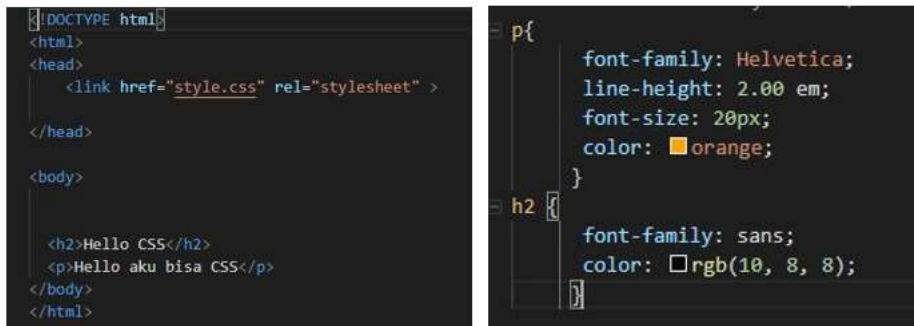 <!DOCTYPE html>
<html>
<head>
<link href="style.css" rel="stylesheet" >
</head>
<body>
<h2>Hello CSS</h2>
<p>Hello aku bisa CSS</p>
</body>
</html>
p{
font-family: Helvetica;
line-height: 2.00 em;
font-size: 20px;
color: orange;
}
h2 {
font-family: sans;
color: rgb(10, 8, 8);
}